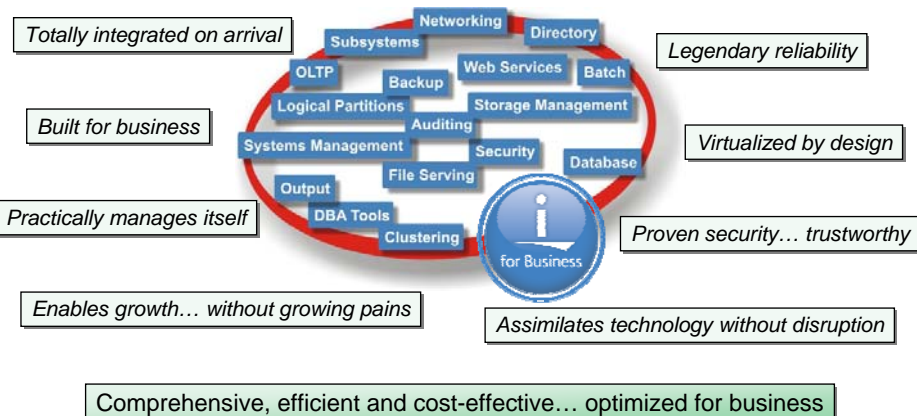 Networking
Totally integrated on arrival
Directory
Subsystems
Legendary reliability
Web Services
OLTP
Batch
Backup
Logical Partitions
Storage Management
Auditing
Built for business
Systems Management
Security
Virtualized by design
Database
File Serving
Output
Practically manages itself
DBA Tools
Clustering
i
for Business
Proven security… trustworthy
Enables growth… without growing pains
Assimilates technology without disruption
Comprehensive, efficient and cost-effective… optimized for business